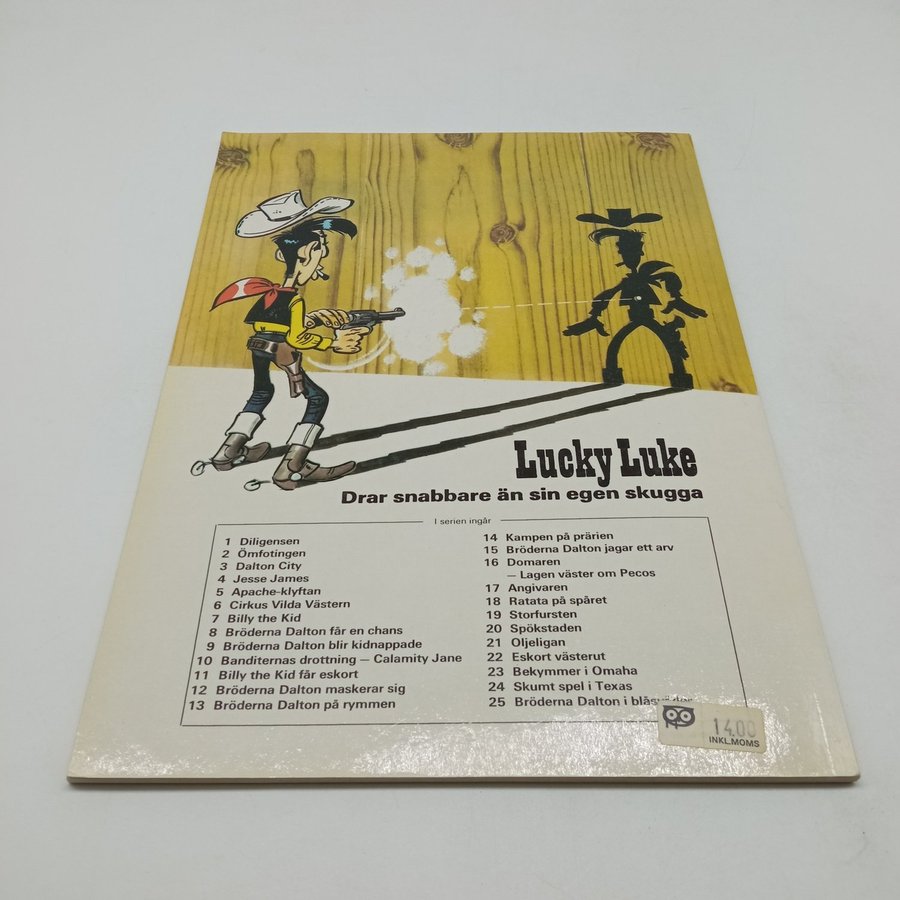 Lucky Luke
Drar snabbare än sin egen skugga
I serien ingår
1 Diligensen
2 Ömfotingen
3 Dalton City
4 Jesse James
5 Apache-klyftan
6 Cirkus Vilda Västern
7 Billy the Kid
8 Bröderna Dalton får en chans
9 Bröderna Dalton blir kidnappade
10 Banditernas drottning – Calamity Jane
11 Billy the Kid får eskort
12 Bröderna Dalton maskerar sig
13 Bröderna Dalton på rymmen
14 Kampen på prärien
15 Bröderna Dalton jagar ett arv
16 Domaren
– Lagen väster om Pecos
17 Angivaren
18 Ratata på spåret
19 Storfursten
20 Spökstaden
21 Oljeligan
22 Eskort västerut
23 Bekymmer i Omaha
24 Skumt spel i Texas
25 Bröderna Dalton i
14.00
INKL.MOMS